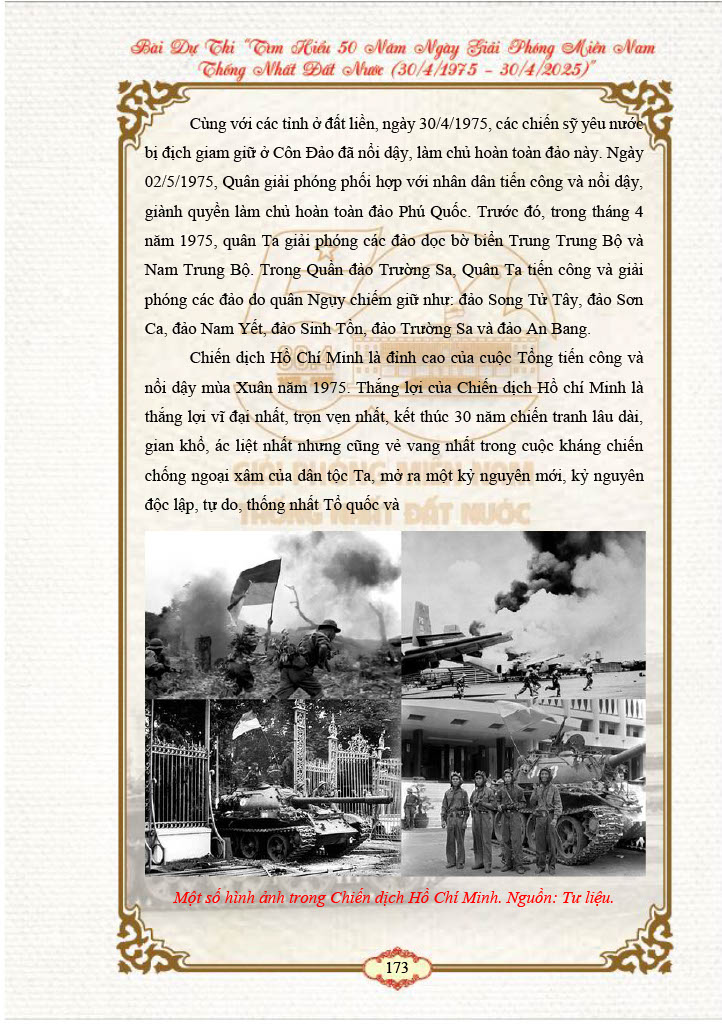 Bài Dự Thi “Tìm Hiểu 50 Năm Ngày Giải Phóng Miền Nam
Thống Nhất Đất Nước (30/4/1975 – 30/4/2025)”
Cùng với các tỉnh ở đất liền, ngày 30/4/1975, các chiến sỹ yêu nước
bị địch giam giữ ở Côn Đảo đã nổi dậy, làm chủ hoàn toàn đảo này. Ngày
02/5/1975, Quân giải phóng phối hợp với nhân dân tiến công và nổi dậy,
giành quyền làm chủ hoàn toàn đảo Phú Quốc. Trước đó, trong tháng 4
năm 1975, quân Ta giải phóng các đảo dọc bờ biển Trung Trung Bộ và
Nam Trung Bộ. Trong Quần đảo Trường Sa, Quân Ta tiến công và giải
phóng các đảo do quân Ngụy chiếm giữ như: đảo Song Tử Tây, đảo Sơn
Ca, đảo Nam Yết, đảo Sinh Tồn, đảo Trường Sa và đảo An Bang.
Chiến dịch Hồ Chí Minh là đỉnh cao của cuộc Tổng tiến công và
nổi dậy mùa Xuân năm 1975. Thắng lợi của Chiến dịch Hồ chí Minh là
thắng lợi vĩ đại nhất, trọn vẹn nhất, kết thúc 30 năm chiến tranh lâu dài,
gian khổ, ác liệt nhất nhưng cũng vẻ vang nhất trong cuộc kháng chiến
chống ngoại xâm của dân tộc Ta, mở ra một kỷ nguyên mới, kỷ nguyên
độc lập, tự do, thống nhất Tổ quốc và
GIẢI PHÓNG MIỀN NAM
THỐNG NHẤT ĐẤT NƯỚC
Một số hình ảnh trong Chiến dịch Hồ Chí Minh. Nguồn: Tư liệu.
173